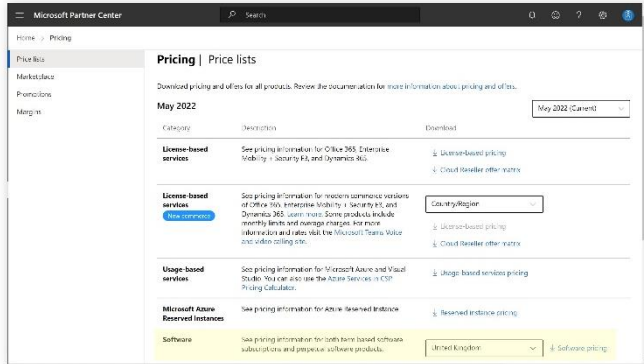 Microsoft Partner Center
Search
Home > Pricing
Price lists
Marketplace
Promotions
Margins
Pricing | Price lists
Download pricing and offers for all products. Review the documentation for more information about pricing and offers.
May 2022
May 2022 (Current)
Category Description Download
License-based
services
See pricing information for Office 365, Enterprise
Mobility + Security E3, and Dynamics 365.
License-based pricing
Cloud Reseller offer matrix
License-based
services
New commerce
See pricing information for modern commerce versions
of Office 365, Enterprise Mobility + Security E3, and
Dynamics 365. Learn more. Some products include
monthly limits and overage charges. For more
information and rates visit the Microsoft Teams Voice
and video calling site.
Country/Region
License-based pricing
Cloud Reseller offer matrix
Usage-based
services
See pricing information for Microsoft Azure and Visual
Studio. You can also use the Azure Services in CSP
Pricing Calculator.
Usage-based services pricing
Microsoft Azure
Reserved Instances
See pricing information for Azure Reserved Instance
Reserved Instance pricing
Software
See pricing information for both term based software
subscriptions and perpetual software products.
United Kingdom
Software pricing